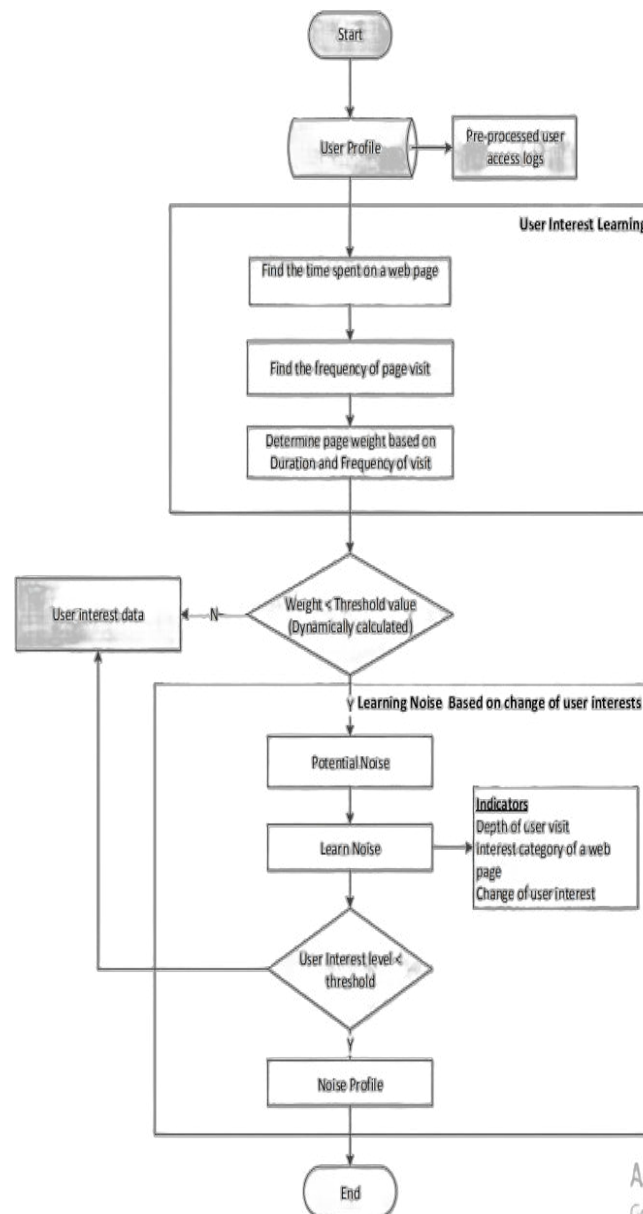 Start
User Profile
Pre-processed user
access logs
User Interest Learning
Find the time spent on a web page
Find the frequency of page visit
Determine page weight based on
Duration and Frequency of visit
Weight < Threshold value
(Dynamically calculated)
N
User interest data
Y
Learning Noise Based on change of user interests
Potential Noise
Learn Noise
Indicators
Depth of user visit
Interest category of a web
page
Change of user interest
User Interest level <
threshold
Y
Noise Profile
End